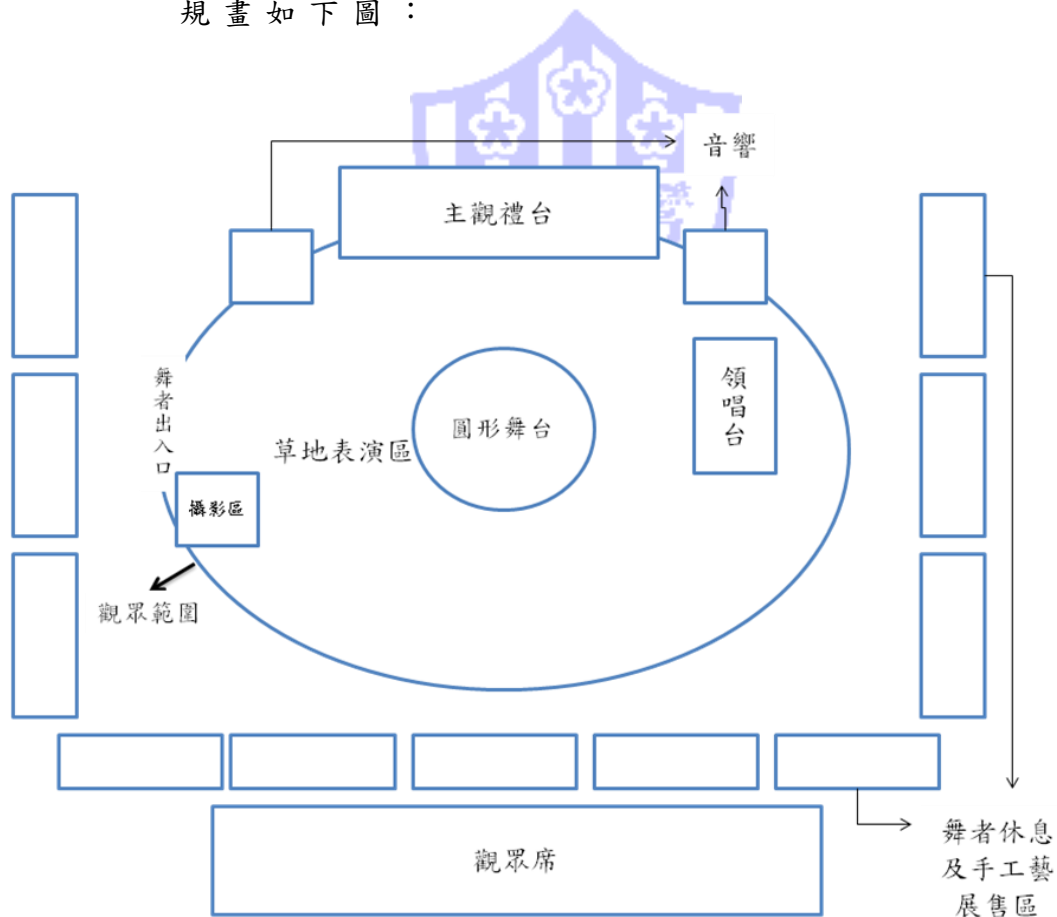 規畫如下圖：
音響
主觀禮台
領唱台
舞者出入口
圓形舞台
草地表演區
攝影區
觀眾範圍
觀眾席
舞者休息
及手工藝
展售區